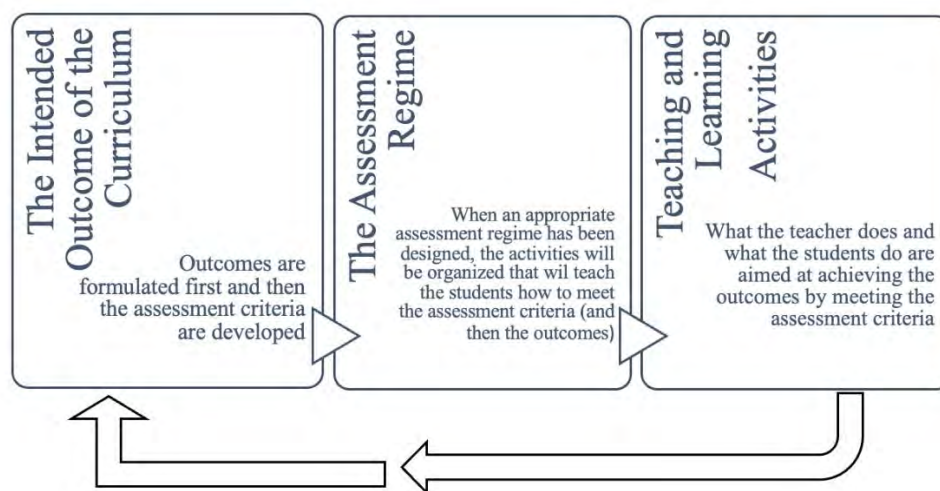 The Intended
Outcome of the
Curriculum
Outcomes are
formulated first and then
the assessment criteria
are developed
The Assessment
Regime
When an appropriate
assessment regime has been
designed, the activities will
be organized that wil teach
the students how to meet
the assessment criteria (and
then the outcomes)
Teaching and
Learning
Activities
What the teacher does and
what the students do are
aimed at achieving the
outcomes by meeting the
assessment criteria